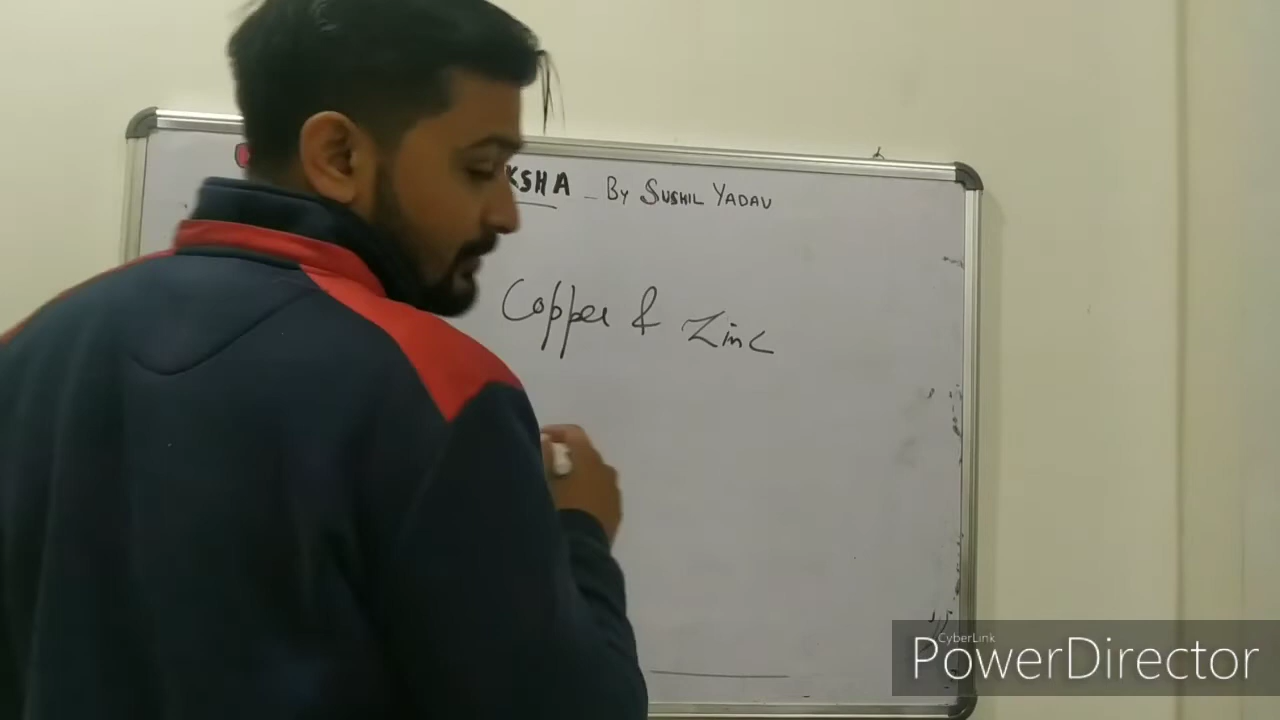 KSHA - By SUSHIL YADAV
Copper & Zinc
CyberLink
PowerDirector